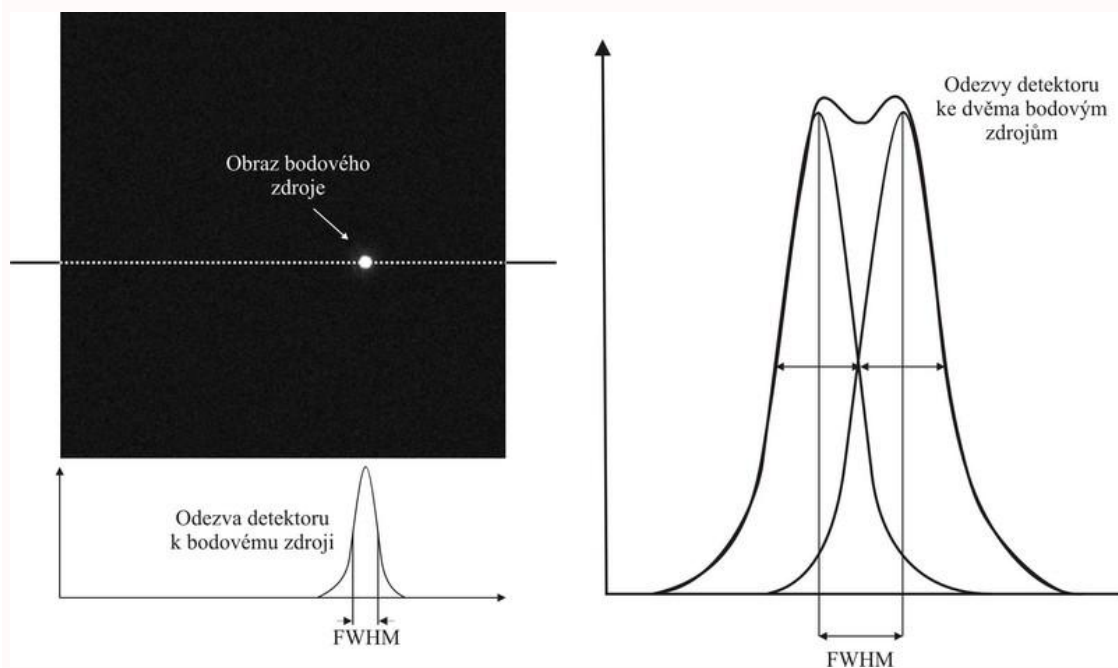 Obraz bodového
zdroje
Odezva detektoru
k bodovému zdroji
FWHM
Odezvy detektoru
ke dvěma bodovým
zdrojům
FWHM